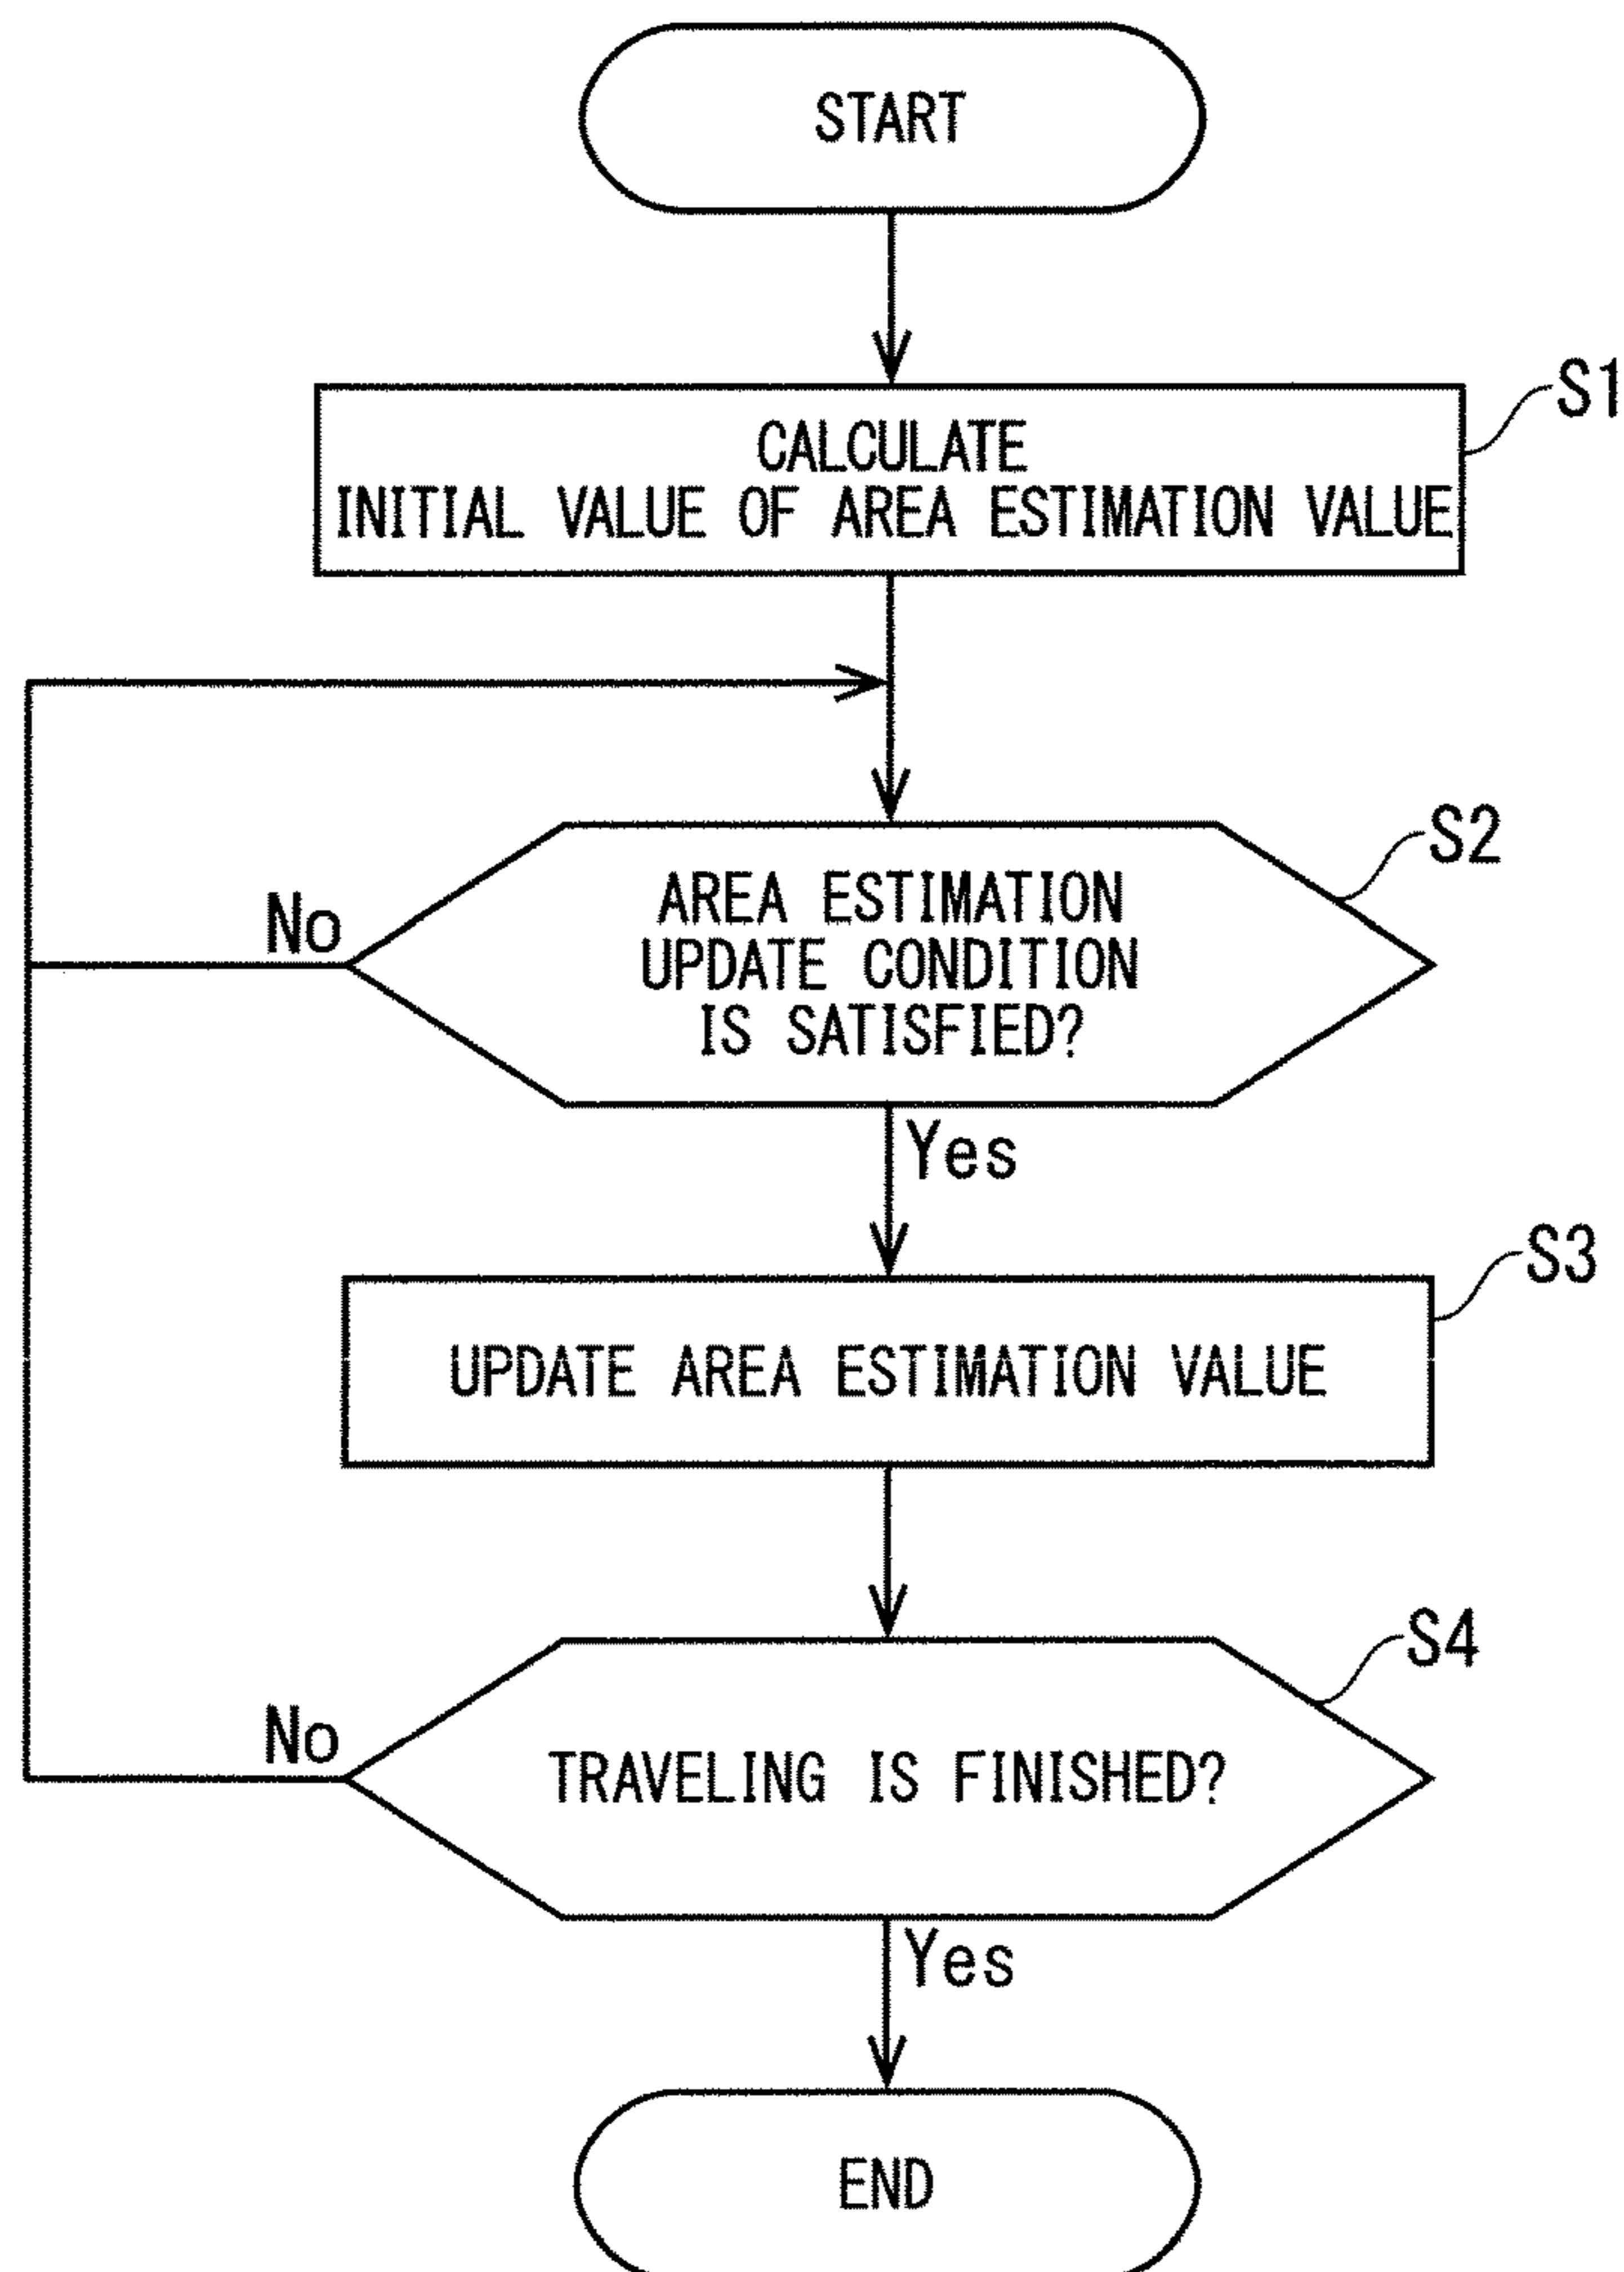 START
S1
CALCULATE
INITIAL VALUE OF AREA ESTIMATION VALUE
S2
No
AREA ESTIMATION
UPDATE CONDITION
IS SATISFIED?
Yes
S3
UPDATE AREA ESTIMATION VALUE
S4
No
TRAVELING IS FINISHED?
Yes
END